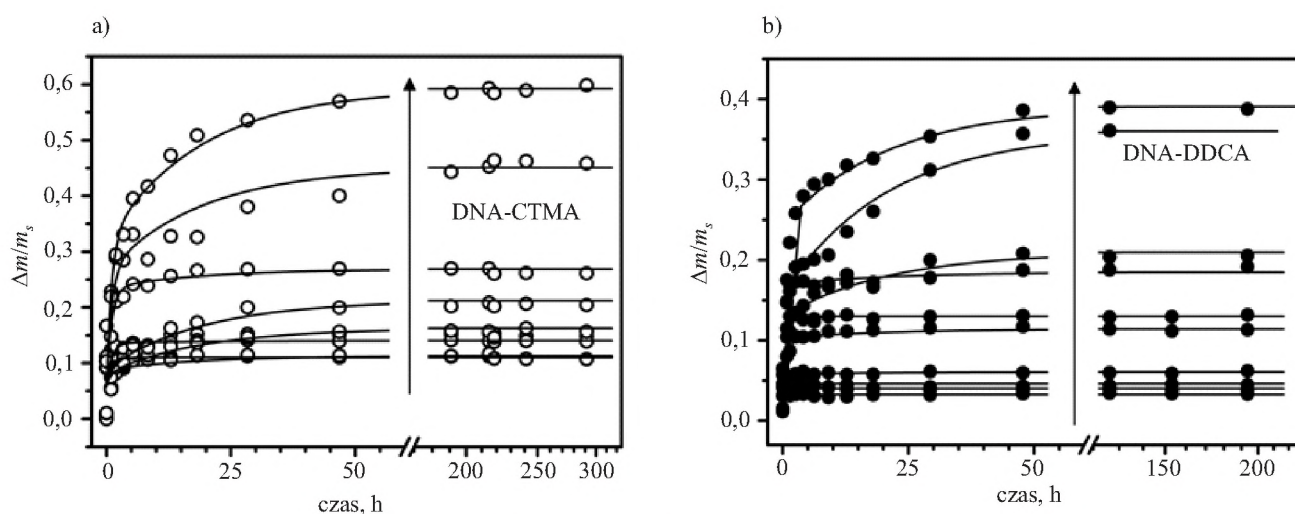 a)
0,6
0,5
0,4
0,3
0,2
0,1
0,0
Δm/mₛ
DNA-CTMA
0 25 50 200 250 300
czas, h
b)
0,4
0,3
0,2
0,1
0,0
Δm/mₛ
DNA-DDCA
0 25 50 150 200
czas, h